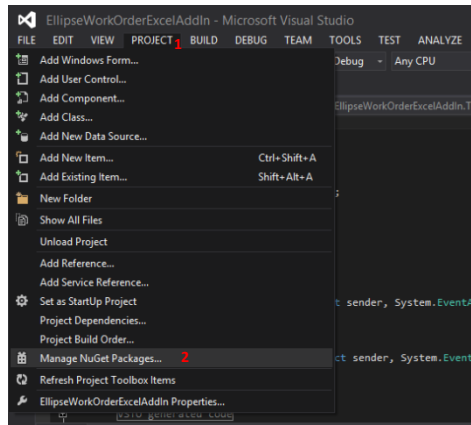 EllipseWorkOrderExcelAddIn - Microsoft Visual Studio
FILE EDIT VIEW PROJECT 1 BUILD DEBUG TEAM TOOLS TEST ANALYZE
Add Windows Form... Debug Any CPU
Add User Control...
Add Component... EllipseWorkOrderExcelAddIn.T
Add Class...
Add New Data Source...
Add New Item... Ctrl+Shift+A
Add Existing Item... Shift+Alt+A
New Folder ;
Show All Files
Unload Project
Add Reference...
Add Service Reference...
Set as StartUp Project t sender, System.EventA
Project Dependencies...
Project Build Order...
Manage NuGet Packages... 2 ct sender, System.Event
Refresh Project Toolbox Items
EllipseWorkOrderExcelAddIn Properties...
VSTO generated code